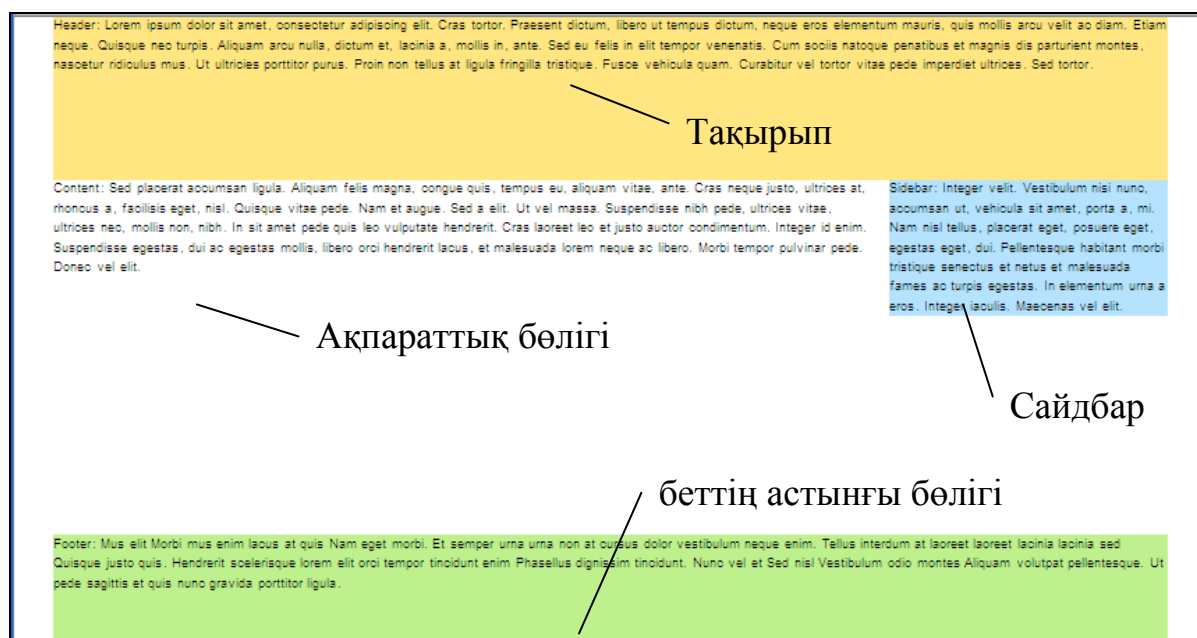 Header: Lorem ipsum dolor sit amet, consectetur adipiscing elit. Cras tortor. Praesent dictum, libero ut tempus dictum, neque eros elementum mauris, quis mollis arcu velit ac diam. Etiam
neque. Quisque nec turpis. Aliquam arcu nulla, dictum et, lacinia a, mollis in, ante. Sed eu felis in elit tempor venenatis. Cum sociis natoque penatibus et magnis dis parturient montes,
nascetur ridiculus mus. Ut ultricies porttitor purus. Proin non tellus at ligula fringilla tristique. Fusce vehicula quam. Curabitur vel tortor vitae pede imperdiet ultrices. Sed tortor.
Тақырып
Content: Sed placerat accumsan ligula. Aliquam felis magna, congue quis, tempus eu, aliquam vitae, ante. Cras neque justo, ultrices at,
rhoncus a, facilisis eget, nisl. Quisque vitae pede. Nam et augue. Sed a elit. Ut vel massa. Suspendisse nibh pede, ultrices vitae,
ultrices nec, mollis non, nibh. In sit amet pede quis leo vulputate hendrerit. Cras laoreet leo et justo auctor condimentum. Integer id enim.
Suspendisse egestas, dui ac egestas mollis, libero orci hendrerit lacus, et malesuada lorem neque ac libero. Morbi tempor pulvinar pede.
Donec vel elit.
Sidebar: Integer velit. Vestibulum nisi nunc,
accumsan ut, vehicula sit amet, porta a, mi.
Nam nisl tellus, placerat eget, posuere eget,
egestas eget, dui. Pellentesque habitant morbi
tristique senectus et netus et malesuada
fames ac turpis egestas. In elementum urna a
eros. Integer iaculis. Maecenas vel elit.
Ақпараттық бөлігі
Сайдбар
беттің астынғы бөлігі
Footer: Mus elit Morbi mus enim lacus at quis Nam eget morbi. Et semper urna urna non at cursus dolor vestibulum neque enim. Tellus interdum at laoreet laoreet lacinia lacinia sed
Quisque justo quis. Hendrerit scelerisque lorem elit orci tempor tincidunt enim Phasellus dignissim tincidunt. Nunc vel et Sed nisl Vestibulum odio montes Aliquam volutpat pellentesque. Ut
pede sagittis et quis nunc gravida porttitor ligula.